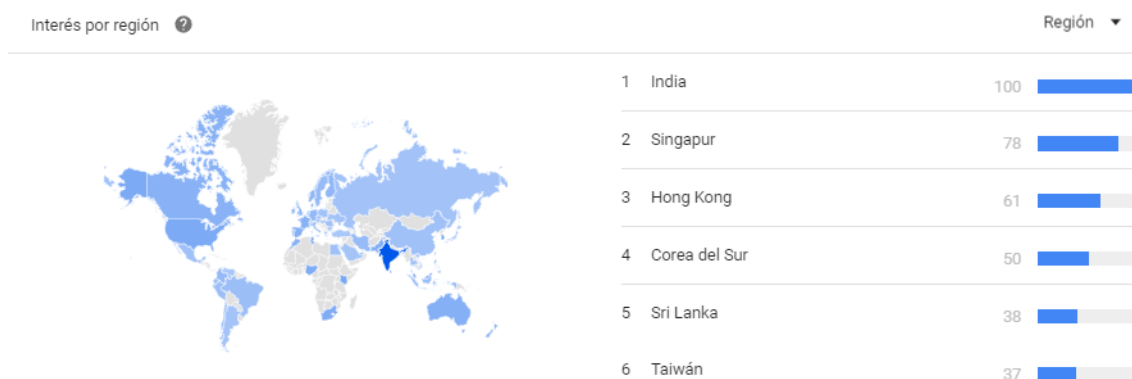 Interés por región
Región
1 India 100
2 Singapur 78
3 Hong Kong 61
4 Corea del Sur 50
5 Sri Lanka 38
6 Taiwán 37